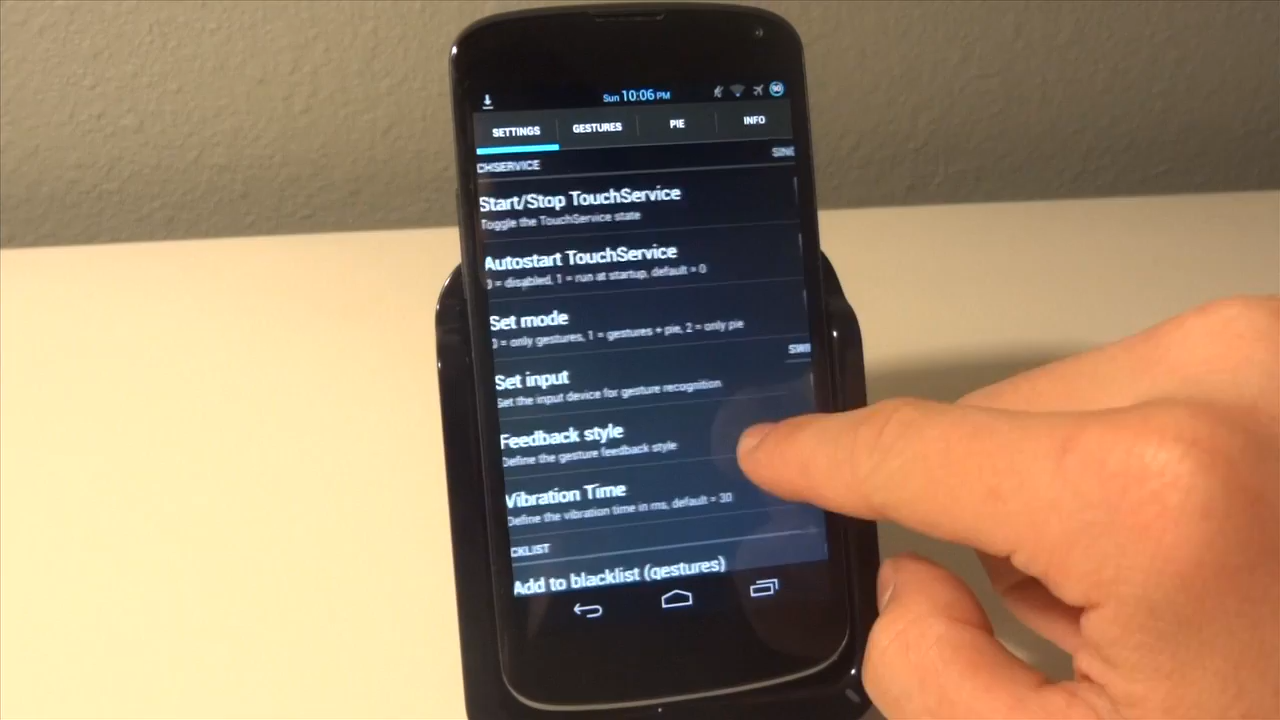 Sun 10:06 PM
90
SETTINGS GESTURES PIE INFO
CHSERVICE SING
Start/Stop TouchService
Toggle the TouchService state
Autostart TouchService
0 = disabled, 1 = run at startup, default = 0
Set mode
0 = only gestures, 1 = gestures + pie, 2 = only pie
SWI
Set input
Set the input device for gesture recognition
Feedback style
Define the gesture feedback style
Vibration Time
Define the vibration time in ms, default = 30
CKLIST
Add to blacklist (gestures)